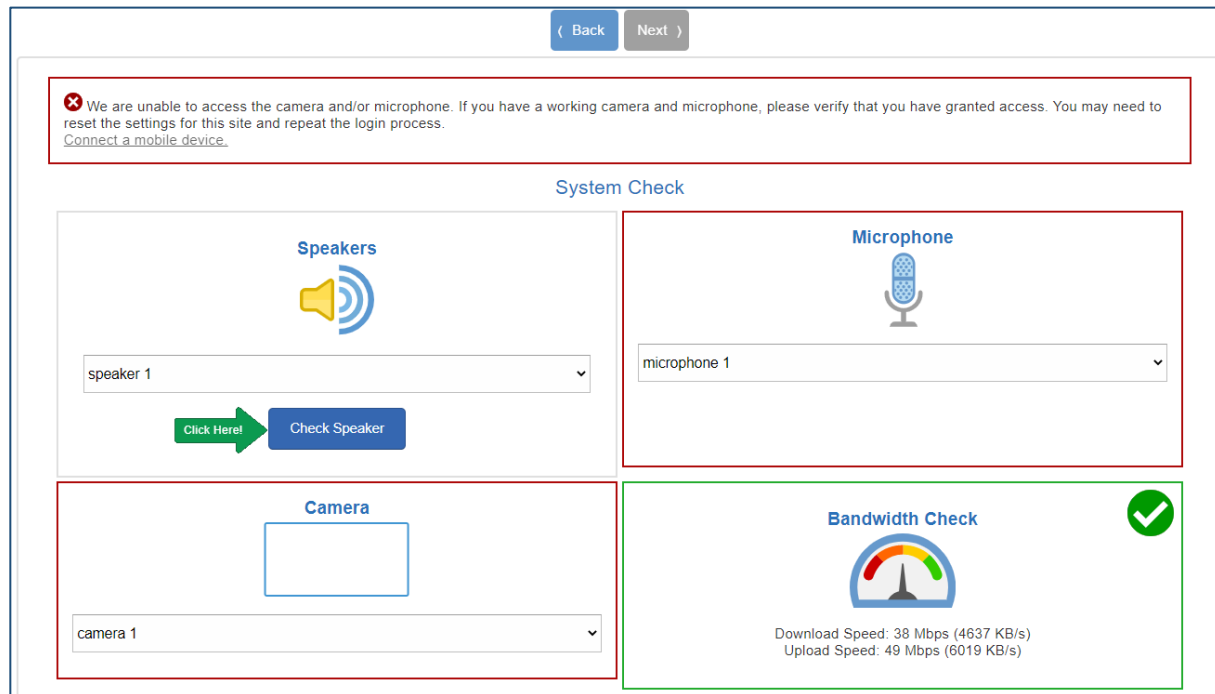 Back
Next
We are unable to access the camera and/or microphone. If you have a working camera and microphone, please verify that you have granted access. You may need to
reset the settings for this site and repeat the login process.
Connect a mobile device.
System Check
Speakers
speaker 1
Click Here!
Check Speaker
Microphone
microphone 1
Camera
camera 1
Bandwidth Check
Download Speed: 38 Mbps (4637 KB/s)
Upload Speed: 49 Mbps (6019 KB/s)